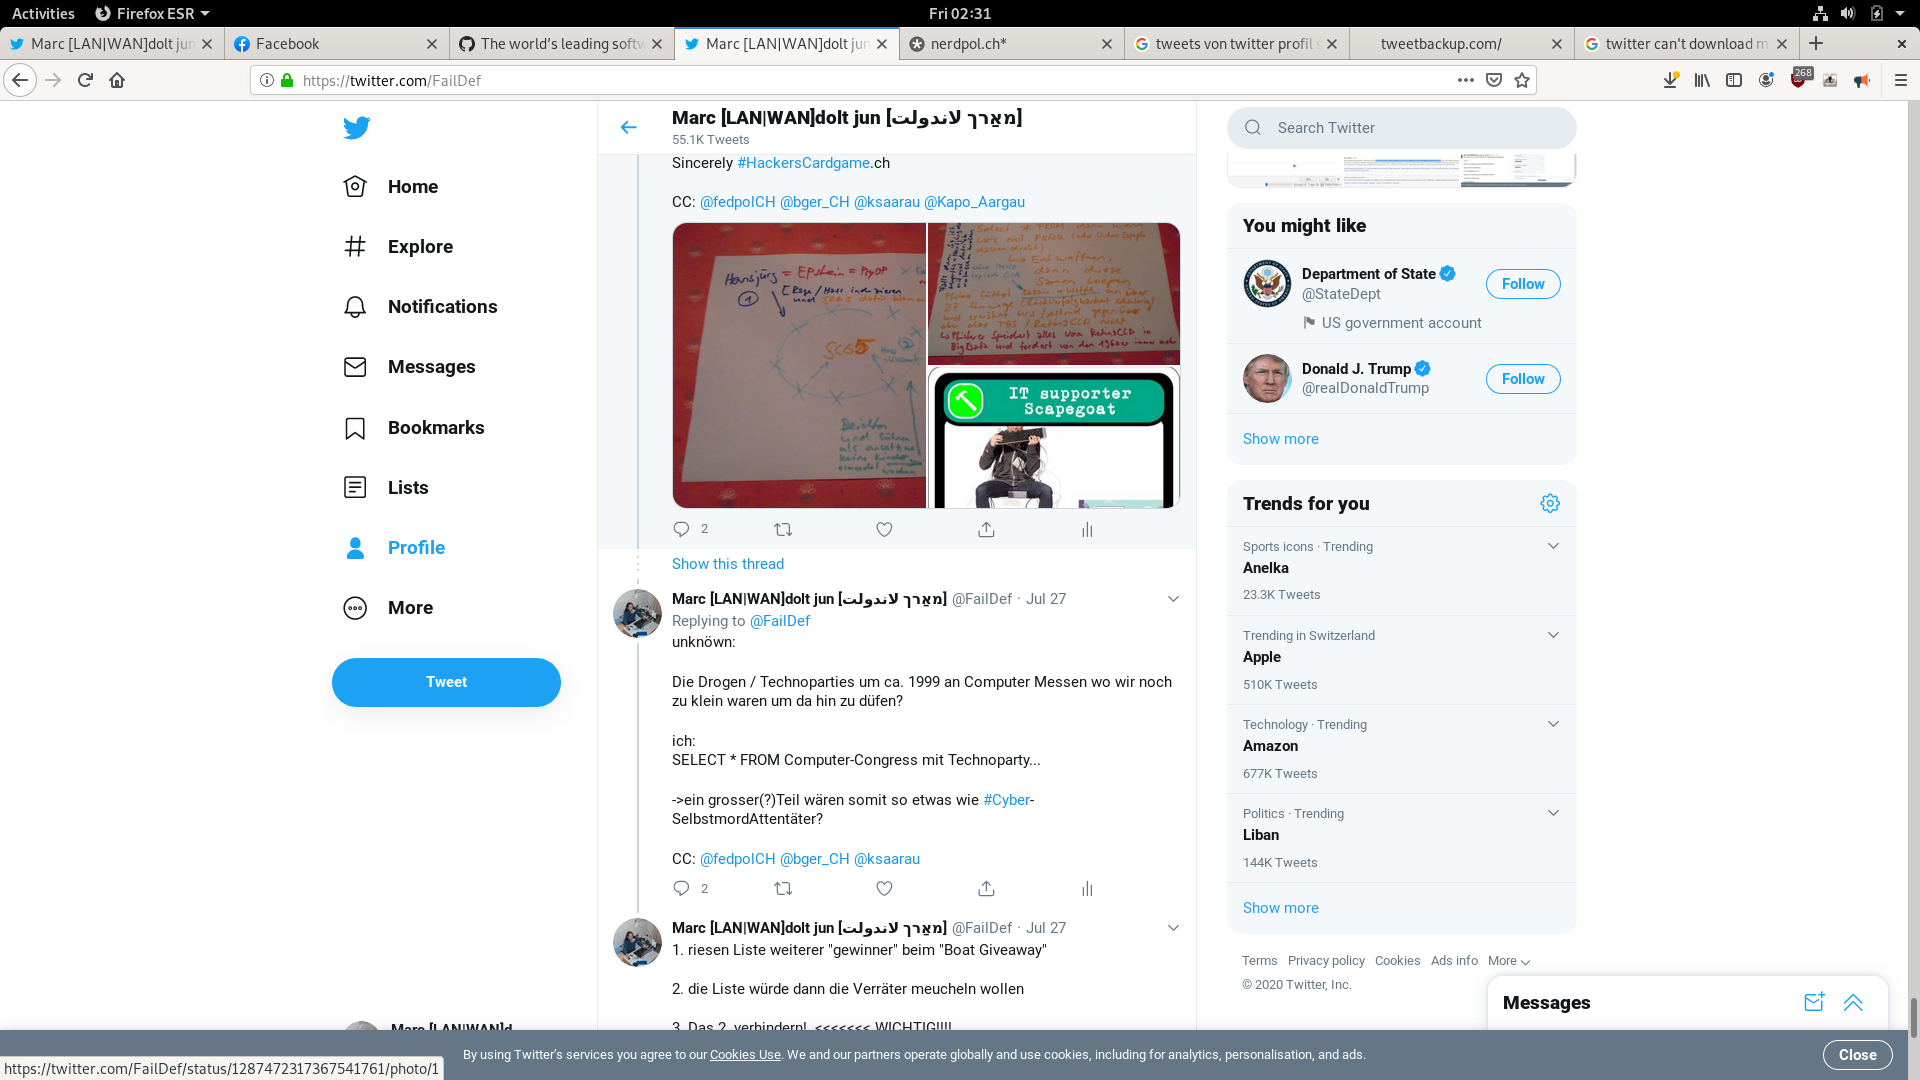 Activities
Firefox ESR
Fri 02:31
Marc [LAN|WAN]dolt jun
Facebook
The world's leading softw
Marc [LAN|WAN]dolt jun
nerdpol.ch*
tweets von twitter profil s
tweetbackup.com/
twitter can't download m
https://twitter.com/FailDef
268
Home
Explore
Notifications
Messages
Bookmarks
Lists
Profile
More
Tweet
Marc [LAN|WAN]d
Marc [LAN|WAN]dolt jun [מאַרך לאנדולת]
55.1K Tweets
Sincerely #HackersCardgame.ch
CC: @fedpolCH @bger_CH @ksaarau @Kapo_Aargau
Hansjürg = EPstein = PsyOP
IT supporter
Scapegoat
2
Show this thread
Marc [LAN|WAN]dolt jun [מאַרך לאנדולת] @FailDef · Jul 27
Replying to @FailDef
unknöwn:
Die Drogen / Technoparties um ca. 1999 an Computer Messen wo wir noch
zu klein waren um da hin zu düfen?
ich:
SELECT * FROM Computer-Congress mit Technoparty...
->ein grosser(?)Teil wären somit so etwas wie #Cyber-
SelbstmordAttentäter?
CC: @fedpolCH @bger_CH @ksaarau
2
Marc [LAN|WAN]dolt jun [מאַרך לאנדולת] @FailDef · Jul 27
1. riesen Liste weiterer "gewinner" beim "Boat Giveaway"
2. die Liste würde dann die Verräter meucheln wollen
3. Das 2. verhindern! <<<<<<< WICHTIG!!!!
Search Twitter
You might like
Department of State
@StateDept
US government account
Follow
Donald J. Trump
@realDonaldTrump
Follow
Show more
Trends for you
Sports icons · Trending
Anelka
23.3K Tweets
Trending in Switzerland
Apple
510K Tweets
Technology · Trending
Amazon
677K Tweets
Politics · Trending
Liban
144K Tweets
Show more
Terms Privacy policy Cookies Ads info More
© 2020 Twitter, Inc.
Messages
By using Twitter's services you agree to our Cookies Use. We and our partners operate globally and use cookies, including for analytics, personalisation, and ads.
Close
https://twitter.com/FailDef/status/1287472317367541761/photo/1